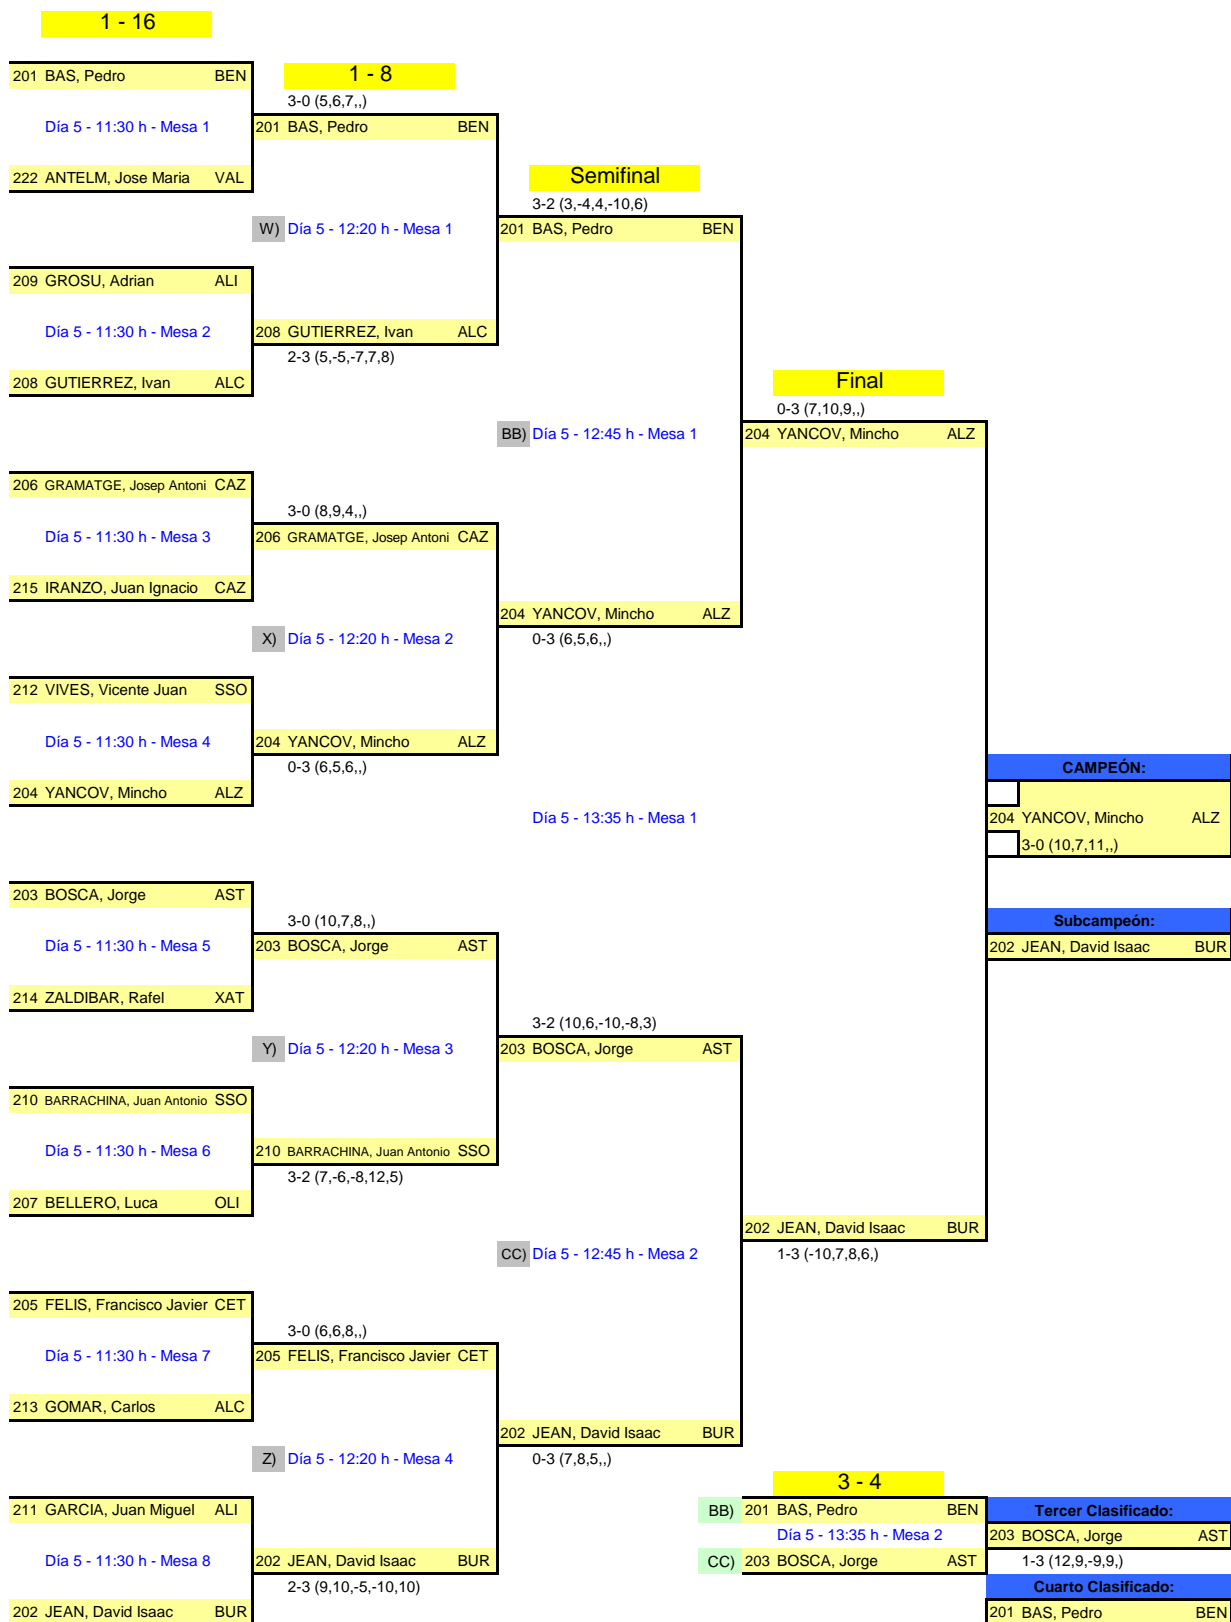 1 - 16
201 BAS, Pedro BEN
1 - 8
3-0 (5,6,7,,)
Día 5 - 11:30 h - Mesa 1
201 BAS, Pedro BEN
222 ANTELM, Jose Maria VAL
Semifinal
3-2 (3,-4,4,-10,6)
W) Día 5 - 12:20 h - Mesa 1
201 BAS, Pedro BEN
209 GROSU, Adrian ALI
Día 5 - 11:30 h - Mesa 2
208 GUTIERREZ, Ivan ALC
2-3 (5,-5,-7,7,8)
208 GUTIERREZ, Ivan ALC
Final
0-3 (7,10,9,,)
BB) Día 5 - 12:45 h - Mesa 1
204 YANCOV, Mincho ALZ
206 GRAMATGE, Josep Antoni CAZ
3-0 (8,9,4,,)
Día 5 - 11:30 h - Mesa 3
206 GRAMATGE, Josep Antoni CAZ
215 IRANZO, Juan Ignacio CAZ
204 YANCOV, Mincho ALZ
X) Día 5 - 12:20 h - Mesa 2
0-3 (6,5,6,,)
212 VIVES, Vicente Juan SSO
Día 5 - 11:30 h - Mesa 4
204 YANCOV, Mincho ALZ
0-3 (6,5,6,,)
CAMPEÓN:
204 YANCOV, Mincho ALZ
Día 5 - 13:35 h - Mesa 1
204 YANCOV, Mincho ALZ
3-0 (10,7,11,,)
203 BOSCA, Jorge AST
3-0 (10,7,8,,)
Subcampeón:
Día 5 - 11:30 h - Mesa 5
203 BOSCA, Jorge AST
202 JEAN, David Isaac BUR
214 ZALDIBAR, Rafel XAT
3-2 (10,6,-10,-8,3)
Y) Día 5 - 12:20 h - Mesa 3
203 BOSCA, Jorge AST
210 BARRACHINA, Juan Antonio SSO
Día 5 - 11:30 h - Mesa 6
210 BARRACHINA, Juan Antonio SSO
3-2 (7,-6,-8,12,5)
207 BELLERO, Luca OLI
202 JEAN, David Isaac BUR
CC) Día 5 - 12:45 h - Mesa 2
1-3 (-10,7,8,6,)
205 FELIS, Francisco Javier CET
3-0 (6,6,8,,)
Día 5 - 11:30 h - Mesa 7
205 FELIS, Francisco Javier CET
213 GOMAR, Carlos ALC
202 JEAN, David Isaac BUR
Z) Día 5 - 12:20 h - Mesa 4
0-3 (7,8,5,,)
3 - 4
211 GARCIA, Juan Miguel ALI
BB) 201 BAS, Pedro BEN
Tercer Clasificado:
Día 5 - 13:35 h - Mesa 2
203 BOSCA, Jorge AST
Día 5 - 11:30 h - Mesa 8
202 JEAN, David Isaac BUR
CC) 203 BOSCA, Jorge AST
1-3 (12,9,-9,9,)
2-3 (9,10,-5,-10,10)
Cuarto Clasificado:
202 JEAN, David Isaac BUR
201 BAS, Pedro BEN